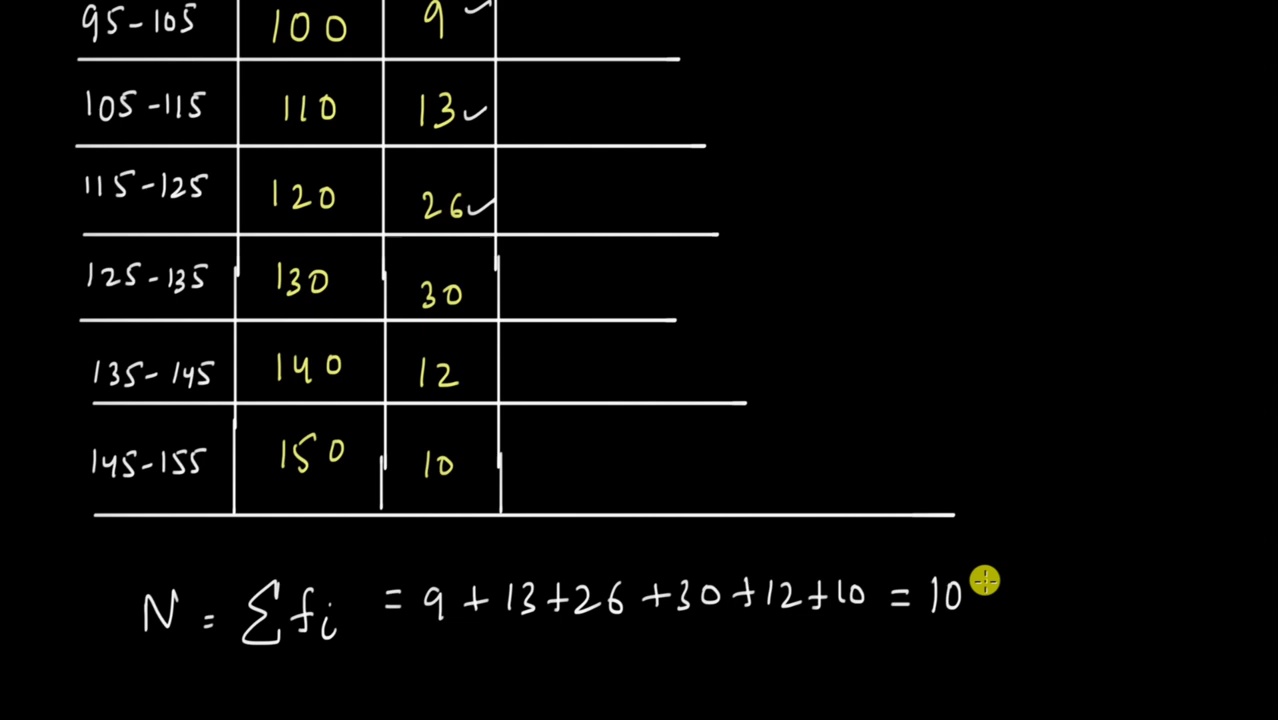 95-105 100 9 ✓
105-115 110 13 ✓
115-125 120 26 ✓
125-135 130 30
135-145 140 12
145-155 150 10
N = ∑fi = 9 + 13 + 26 + 30 + 12 + 10 = 10